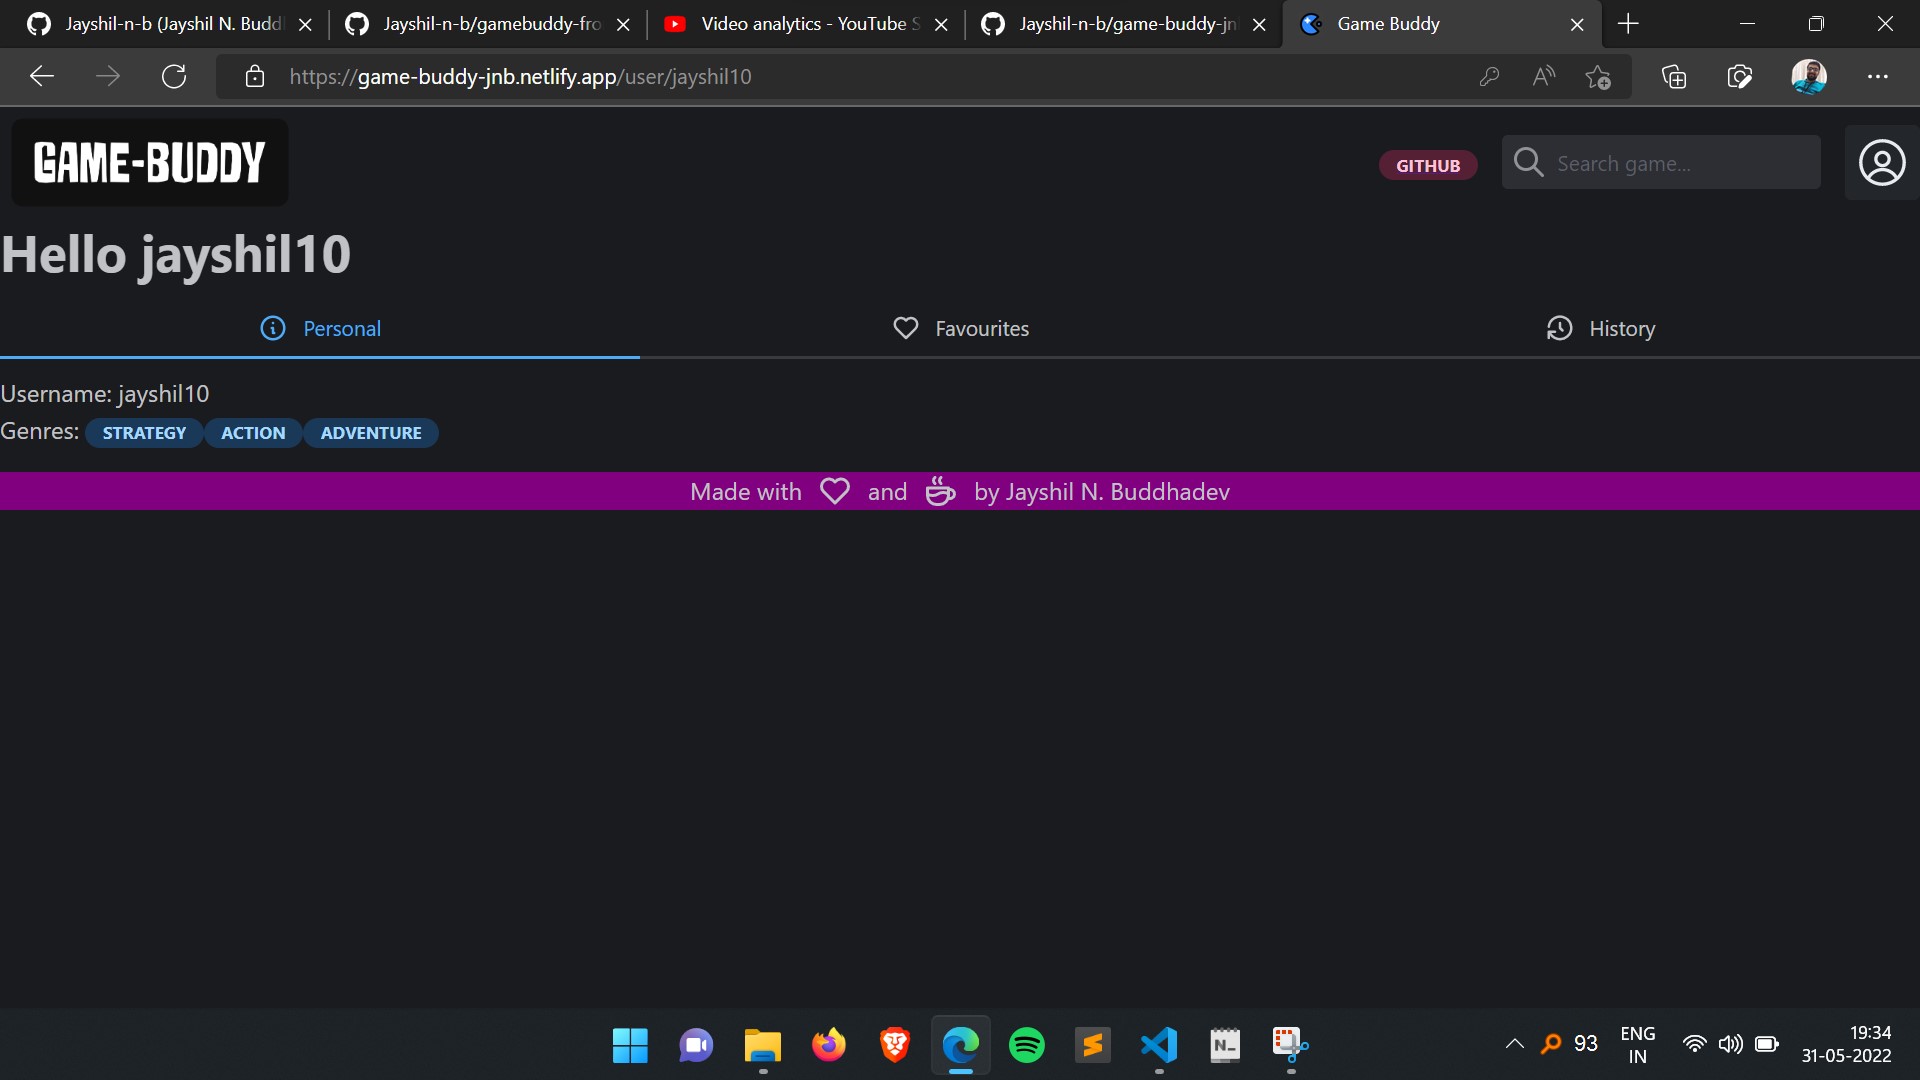 Jayshil-n-b (Jayshil N. Budd
Jayshil-n-b/gamebuddy-fro
Video analytics - YouTube S
Jayshil-n-b/game-buddy-jn
Game Buddy
https://game-buddy-jnb.netlify.app/user/jayshil10
GAME-BUDDY
GITHUB
Search game...
Hello jayshil10
Personal
Favourites
History
Username: jayshil10
Genres: STRATEGY ACTION ADVENTURE
Made with and by Jayshil N. Buddhadev
N_
93
ENG
IN
19:34
31-05-2022